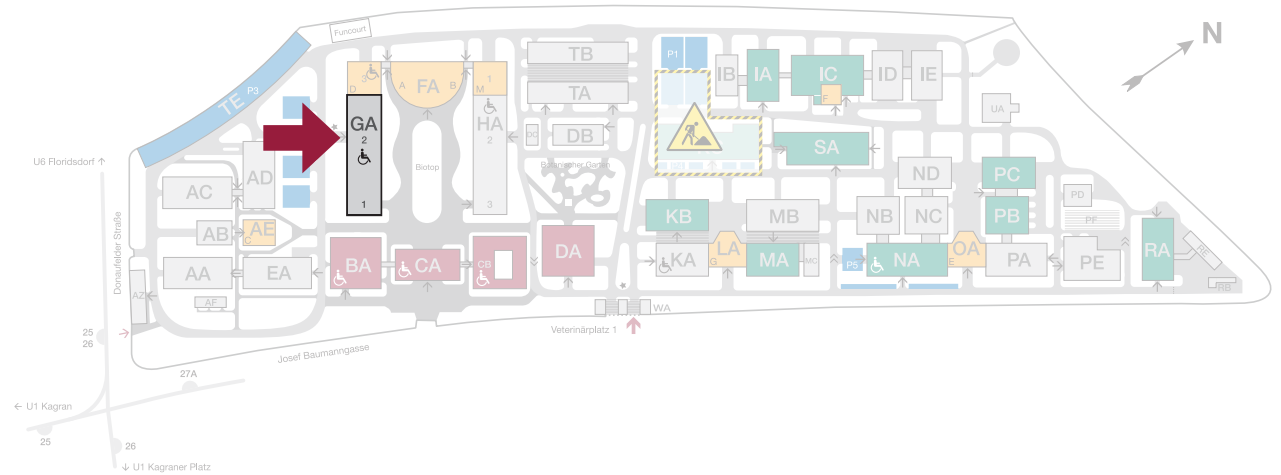 Funcourt
N
TE
P3
3
D
A
FA
B
1
M
TB
TA
P1
IB
IA
IC
F
ID
IE
UA
GA
2
1
HA
2
3
Biotop
DC
DB
Botanischer Garten
SA
U6 Floridsdorf ↑
AD
AC
AB
AE
C
AA
EA
AF
AZ
Donaufelder Straße
BA
CA
CB
DA
KB
MB
KA
LA
G
MA
MC
ND
NB
NC
PC
PB
PD
PF
P5
NA
OA
E
PA
PE
RA
RE
RB
WA
Veterinärplatz 1
25
26
Josef Baumanngasse
27A
← U1 Kagran
25
26
↓ U1 Kagraner Platz